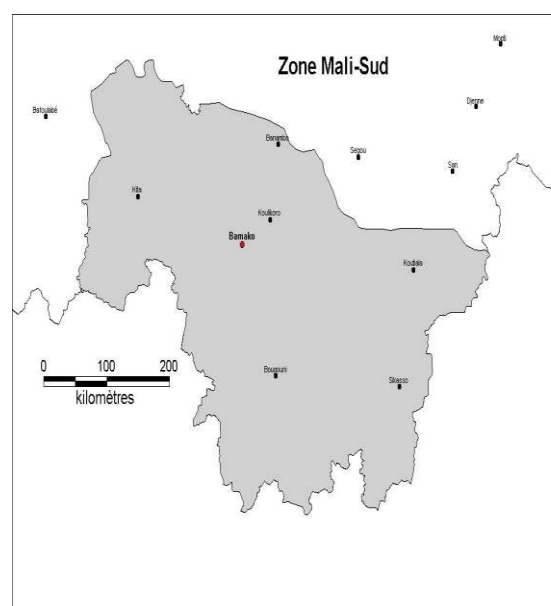 Mopti
Zone Mali-Sud
Djenne
Bafoulabé
Banamba
Segou
San
Kita
Koulikoro
Bamako
Koutiala
0 100 200
kilomètres
Bougouni
Sikasso